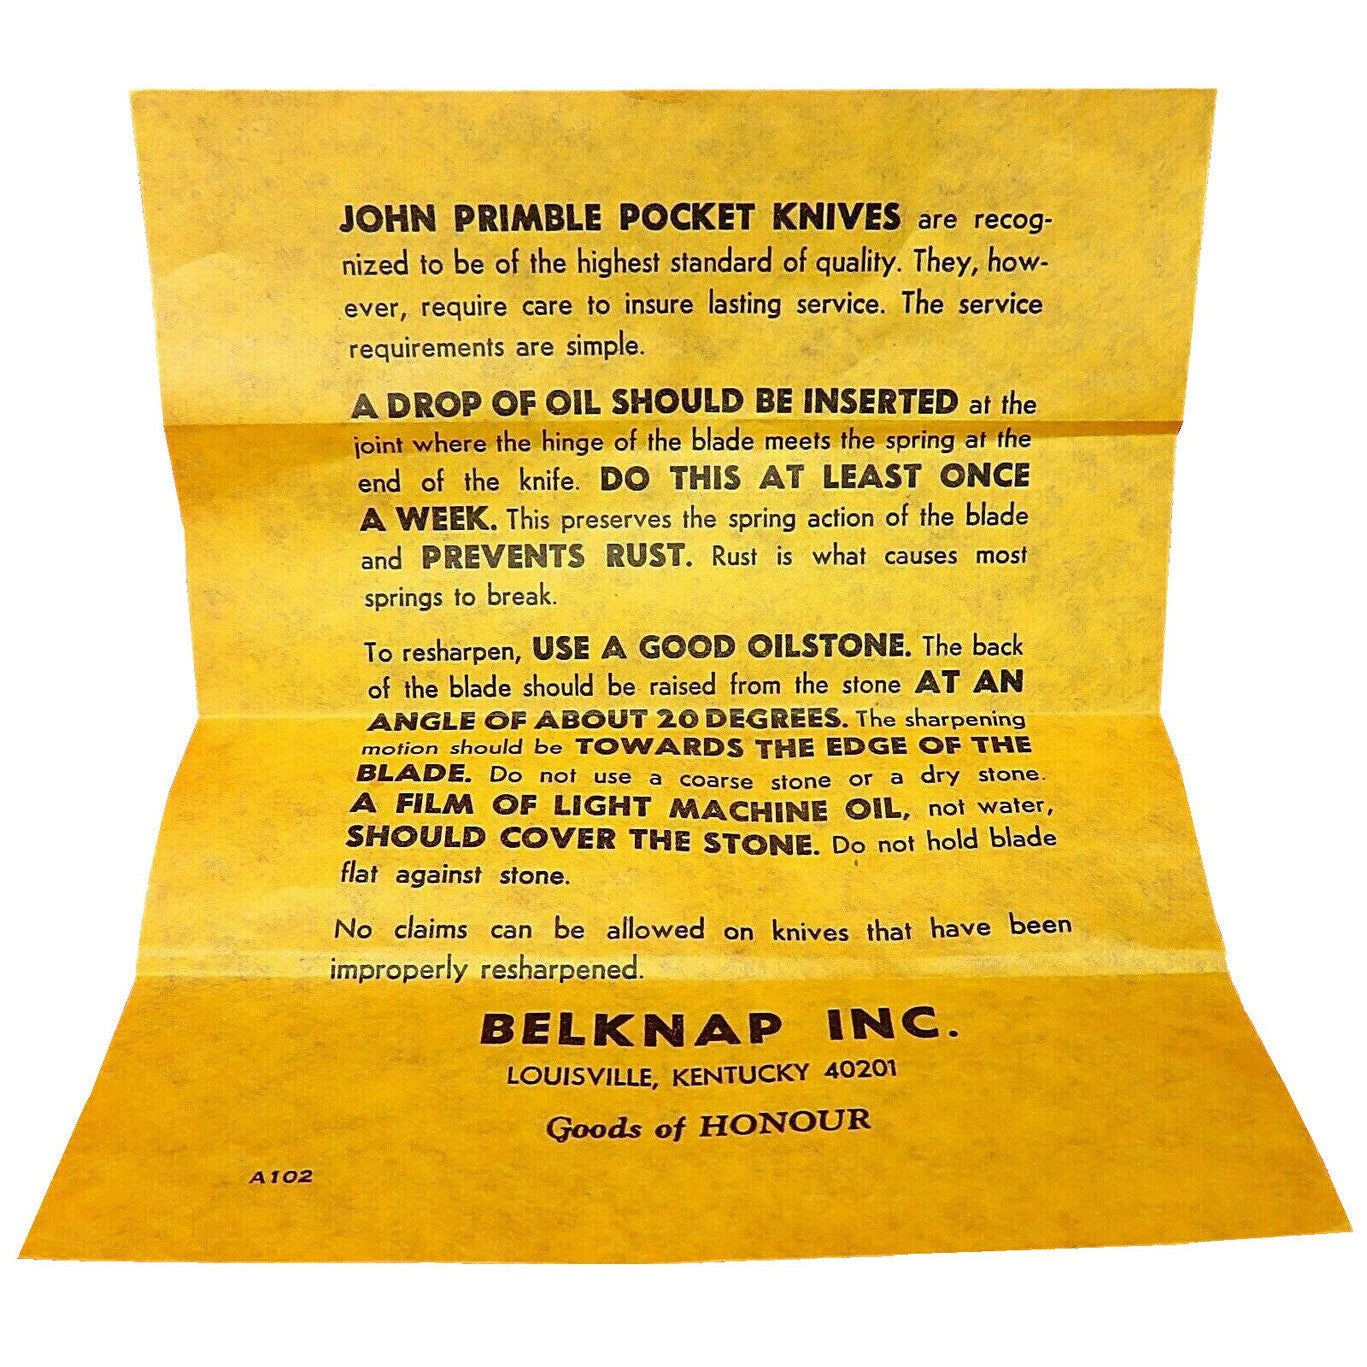 JOHN PRIMBLE POCKET KNIVES are recog-
nized to be of the highest standard of quality. They, how-
ever, require care to insure lasting service. The service
requirements are simple.
A DROP OF OIL SHOULD BE INSERTED at the
joint where the hinge of the blade meets the spring at the
end of the knife. DO THIS AT LEAST ONCE
A WEEK. This preserves the spring action of the blade
and PREVENTS RUST. Rust is what causes most
springs to break.
To resharpen, USE A GOOD OILSTONE. The back
of the blade should be raised from the stone AT AN
ANGLE OF ABOUT 20 DEGREES. The sharpening
motion should be TOWARDS THE EDGE OF THE
BLADE. Do not use a coarse stone or a dry stone.
A FILM OF LIGHT MACHINE OIL, not water,
SHOULD COVER THE STONE. Do not hold blade
flat against stone.
No claims can be allowed on knives that have been
improperly resharpened.
BELKNAP INC.
LOUISVILLE, KENTUCKY 40201
Goods of HONOUR
A102